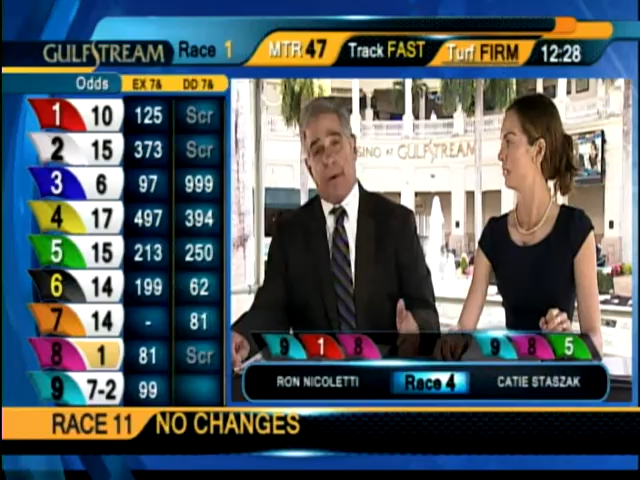 GULFSTREAM Race 1 MTR 47 Track FAST Turf FIRM 12:28
Odds EX 7& DD 7&
1 10 125 Scr
2 15 373 Scr
3 6 97 999
4 17 497 394
5 15 213 250
6 14 199 62
7 14 - 81
8 1 81 Scr
9 7-2 99
SINO AT GULFSTREAM
9 1 8 9 8 5
RON NICOLETTI Race 4 CATIE STASZAK
RACE 11 NO CHANGES